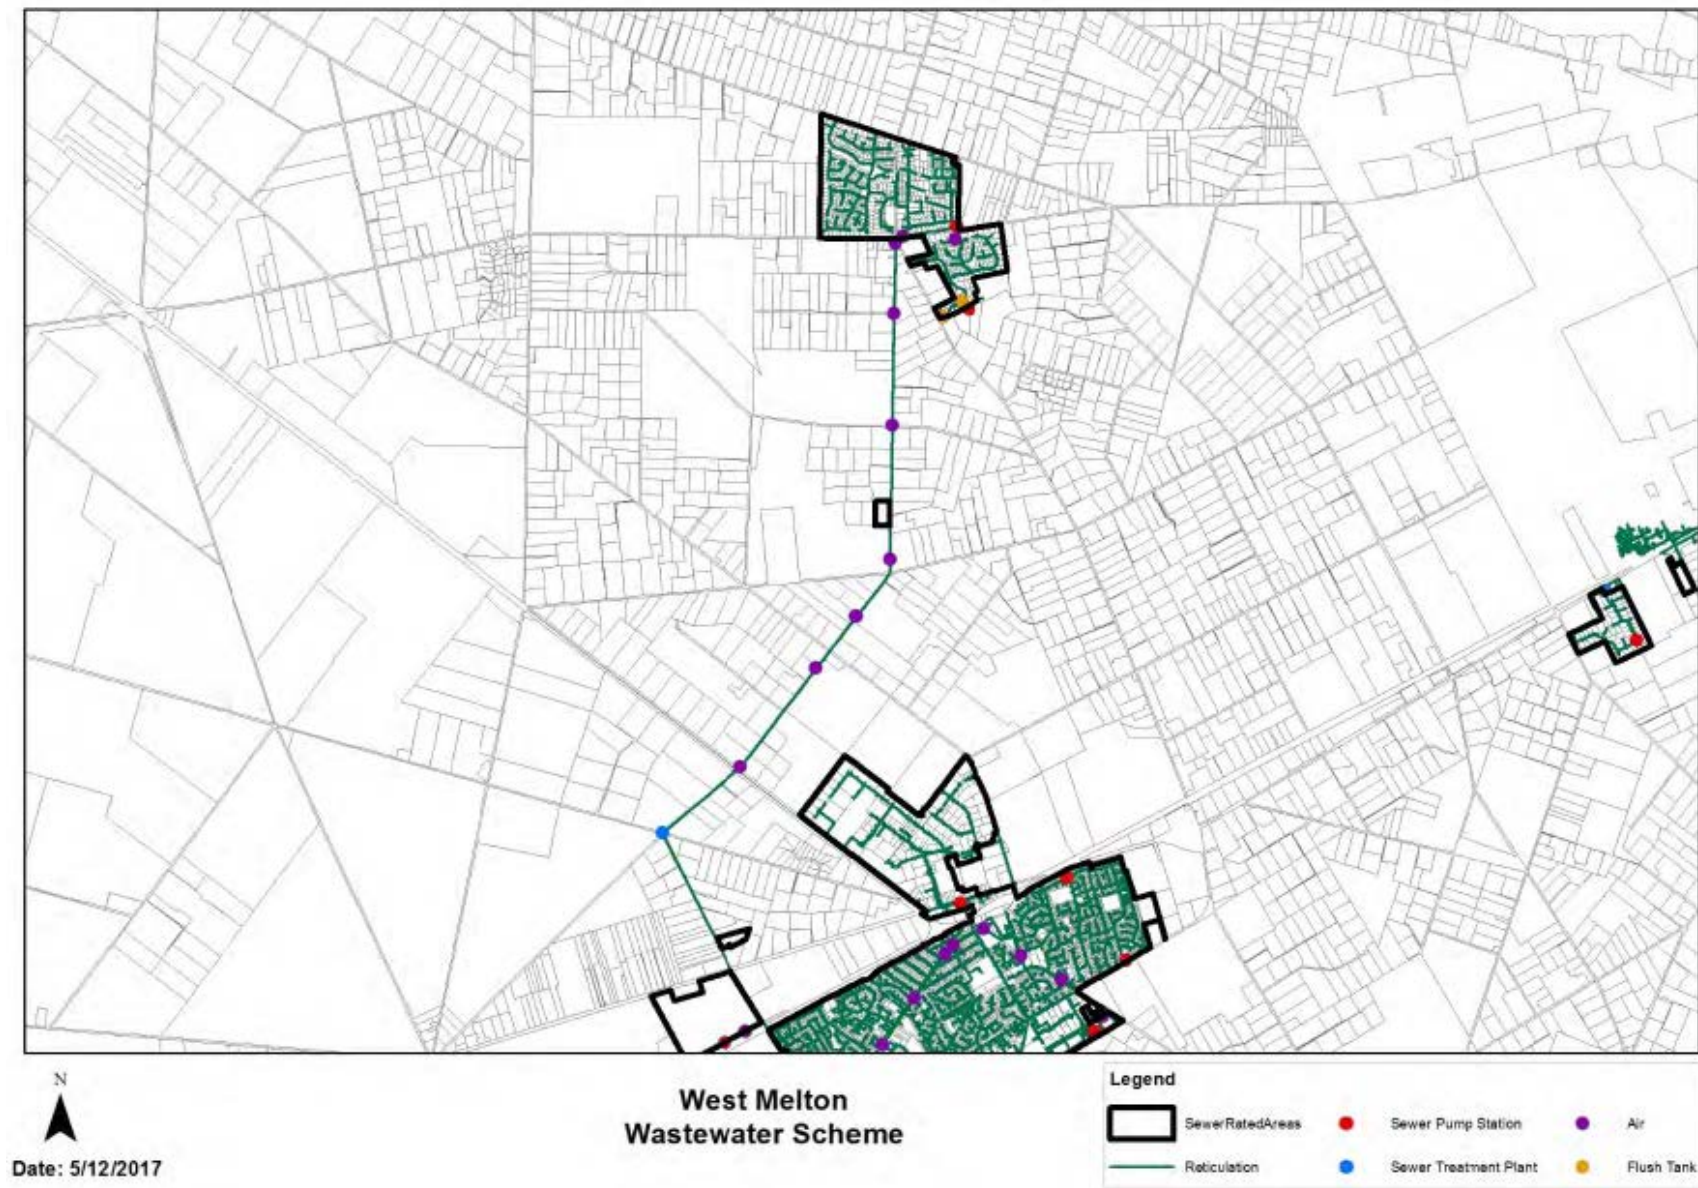 N
Date: 5/12/2017
West Melton
Wastewater Scheme
Legend
SewerRatedAreas
Sewer Pump Station
Air
Reticulation
Sewer Treatment Plant
Flush Tank